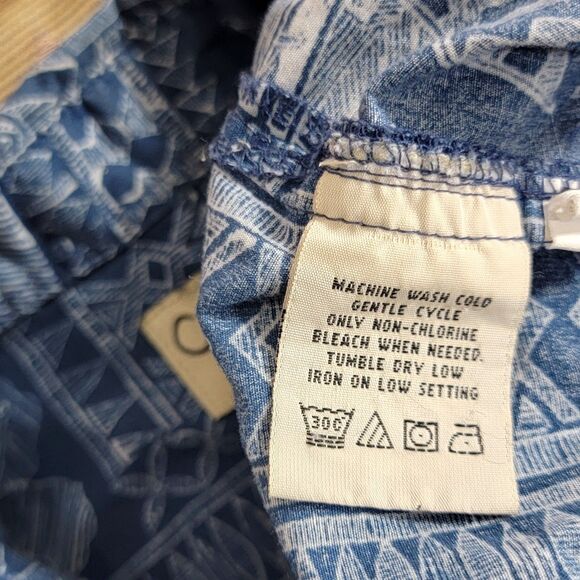 MACHINE WASH COLD
GENTLE CYCLE
ONLY NON-CHLORINE
BLEACH WHEN NEEDED.
TUMBLE DRY LOW
IRON ON LOW SETTING
30C